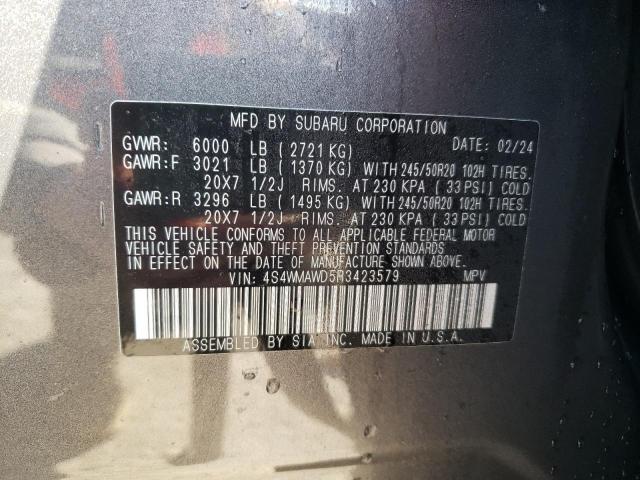 MFD BY SUBARU CORPORATION
GVWR: 6000 LB ( 2721 KG) DATE: 02/24
GAWR: F 3021 LB ( 1370 KG) WITH 245/50R20 102H TIRES.
20X7 1/2J RIMS. AT 230 KPA ( 33 PSI) COLD
GAWR: R 3296 LB ( 1495 KG) WITH 245/50R20 102H TIRES.
20X7 1/2J RIMS. AT 230 KPA ( 33 PSI) COLD
THIS VEHICLE CONFORMS TO ALL APPLICABLE FEDERAL MOTOR
VEHICLE SAFETY AND THEFT PREVENTION STANDARDS
IN EFFECT ON THE DATE OF MANUFACTURE SHOWN ABOVE.
VIN: 4S4WMAWD5R3423579 MPV
ASSEMBLED BY SIA, INC. MADE IN U.S.A.